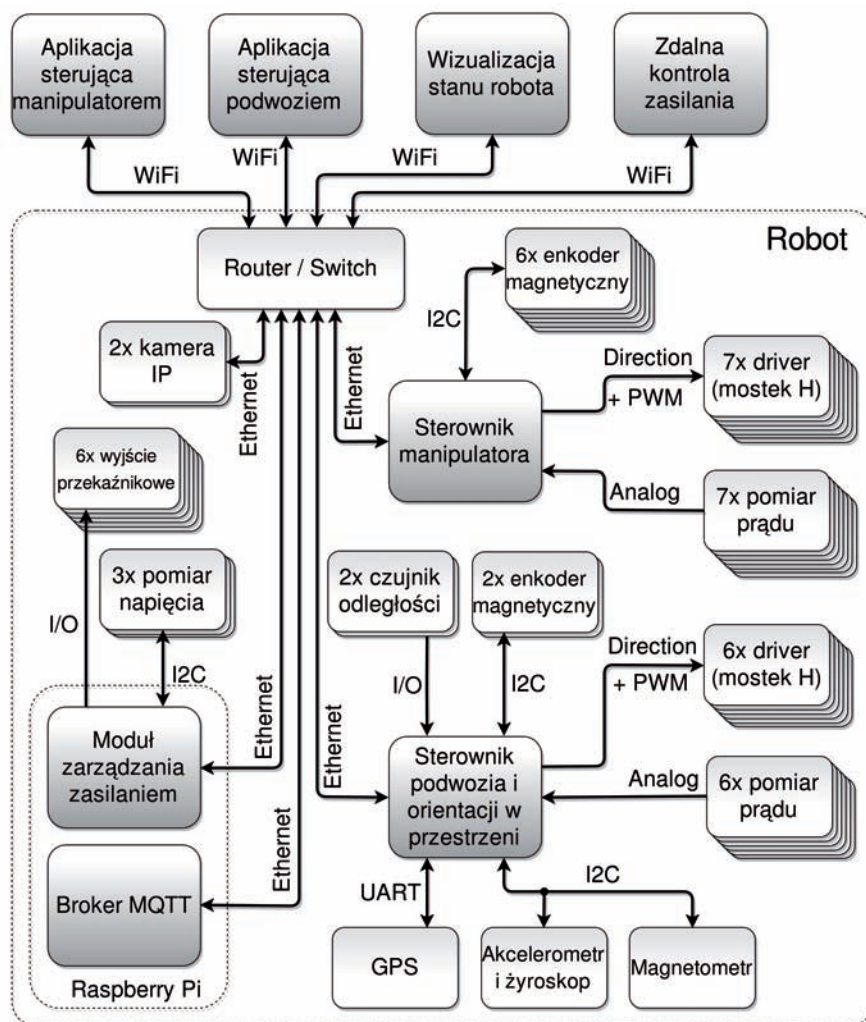 Aplikacja
sterująca
manipulatorem
Aplikacja
sterująca
podwoziem
Wizualizacja
stanu robota
Zdalna
kontrola
zasilania
WiFi
WiFi
WiFi
WiFi
Robot
Router / Switch
6x enkoder
magnetyczny
I2C
2x kamera
IP
Ethernet
Ethernet
Direction
+ PWM
7x driver
(mostek H)
Sterownik
manipulatora
6x wyjście
przekaźnikowe
Analog
7x pomiar
prądu
3x pomiar
napięcia
2x czujnik
odległości
2x enkoder
magnetyczny
I/O
I2C
I/O
I2C
Direction
+ PWM
6x driver
(mostek H)
Moduł
zarządzania
zasilaniem
Ethernet
Ethernet
Sterownik
podwozia i
orientacji w
przestrzeni
Analog
6x pomiar
prądu
Broker MQTT
Ethernet
UART
I2C
GPS
Akcelerometr
i żyroskop
Magnetometr
Raspberry Pi